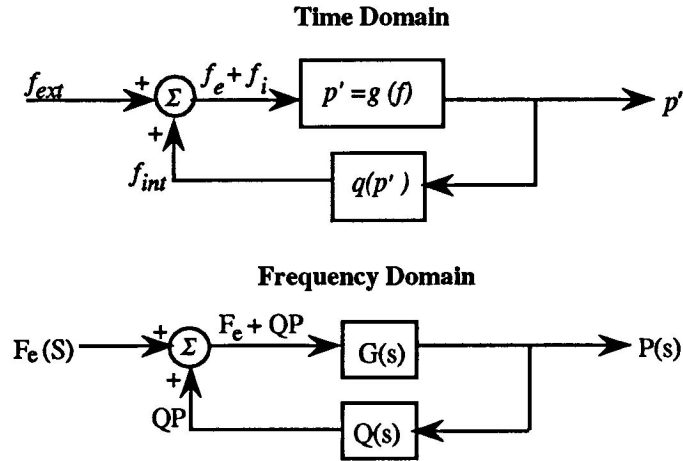 Time Domain
f_ext + Σ f_e + f_i p' = g (f) p'
+
f_int q(p' )
Frequency Domain
F_e (S) + Σ F_e + QP G(s) P(s)
+
QP Q(s)